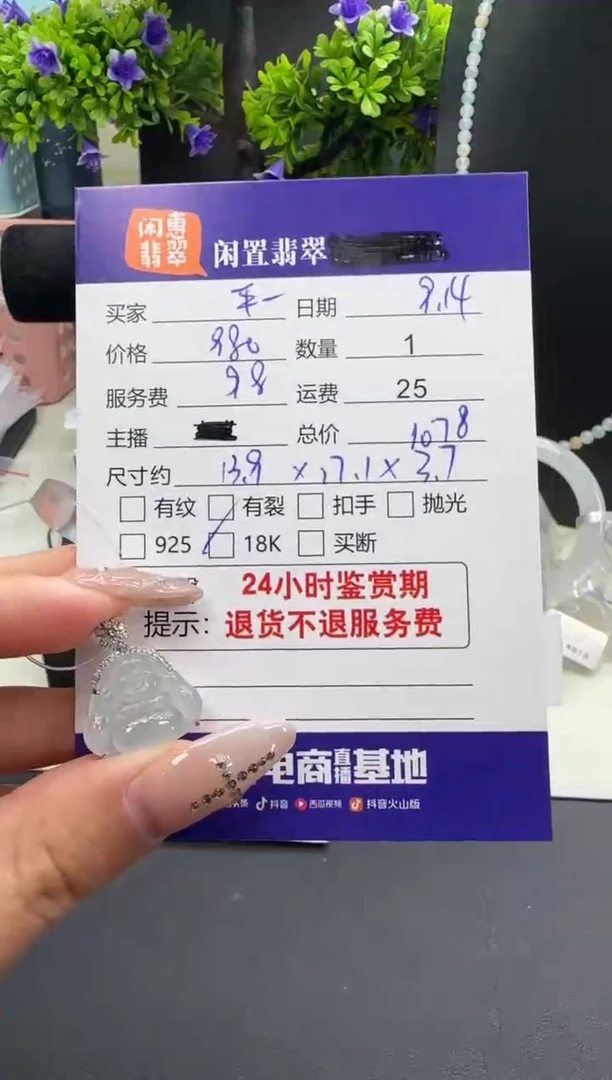 闲惠
翡翠
闲置翡翠
买家 平一 日期 9.14
价格 980 数量 1
服务费 98 运费 25
主播 总价 1078
尺寸约 13.9 × 17.1 × 3.7
有纹 有裂 扣手 抛光
925 18K 买断
24小时鉴赏期
提示：退货不退服务费
电商直播基地
抖音 西瓜视频 抖音火山版